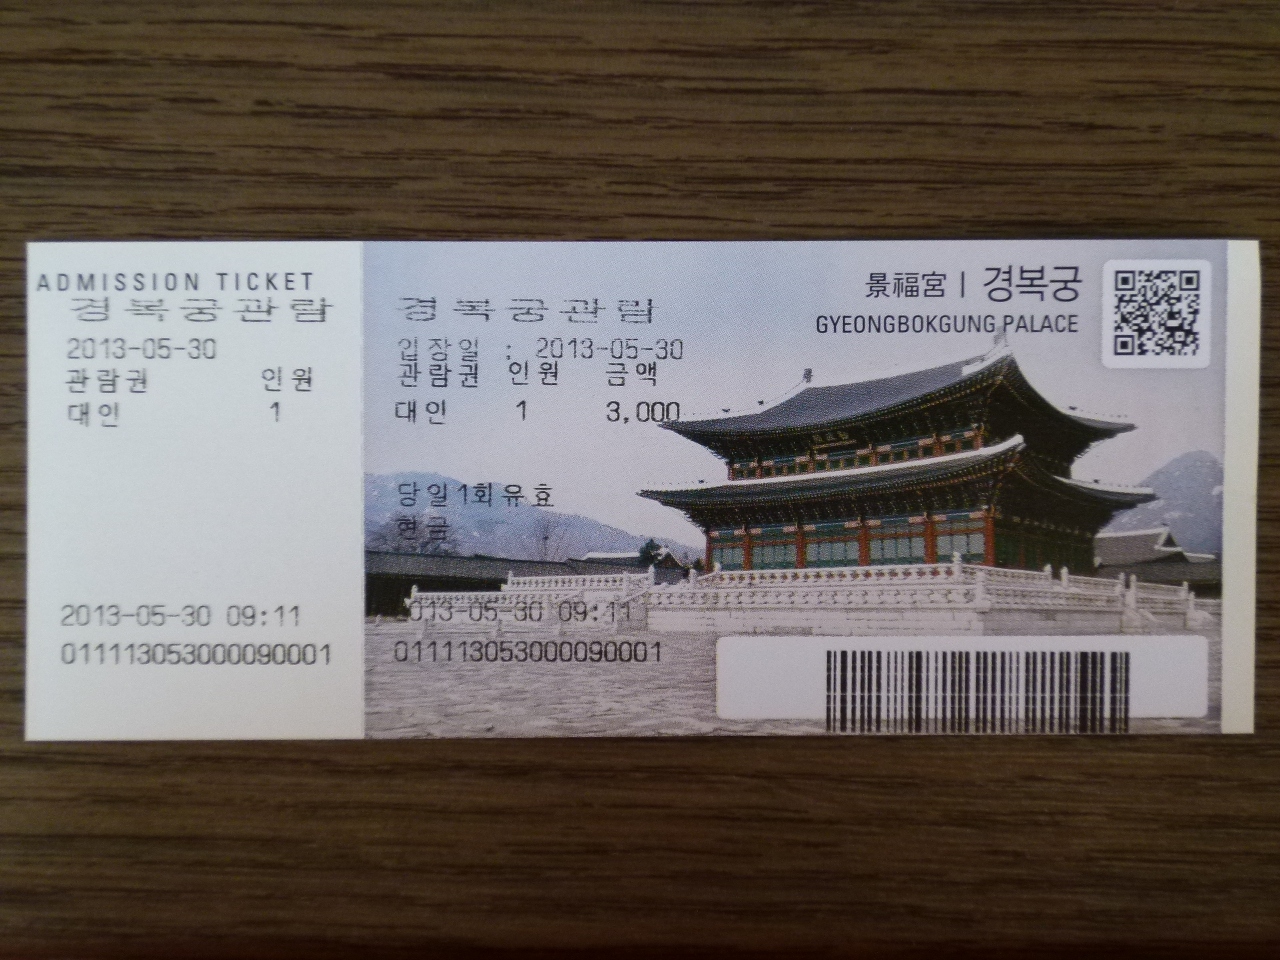 ADMISSION TICKET
경복궁관람
2013-05-30
관람권 인원
대인 1
2013-05-30 09:11
011113053000090001
경복궁관람
입장일 : 2013-05-30
관람권 인원 금액
대인 1 3,000
당일1회 유효
현금
2013-05-30 09:11
011113053000090001
景福宮 | 경복궁
GYEONGBOKGUNG PALACE